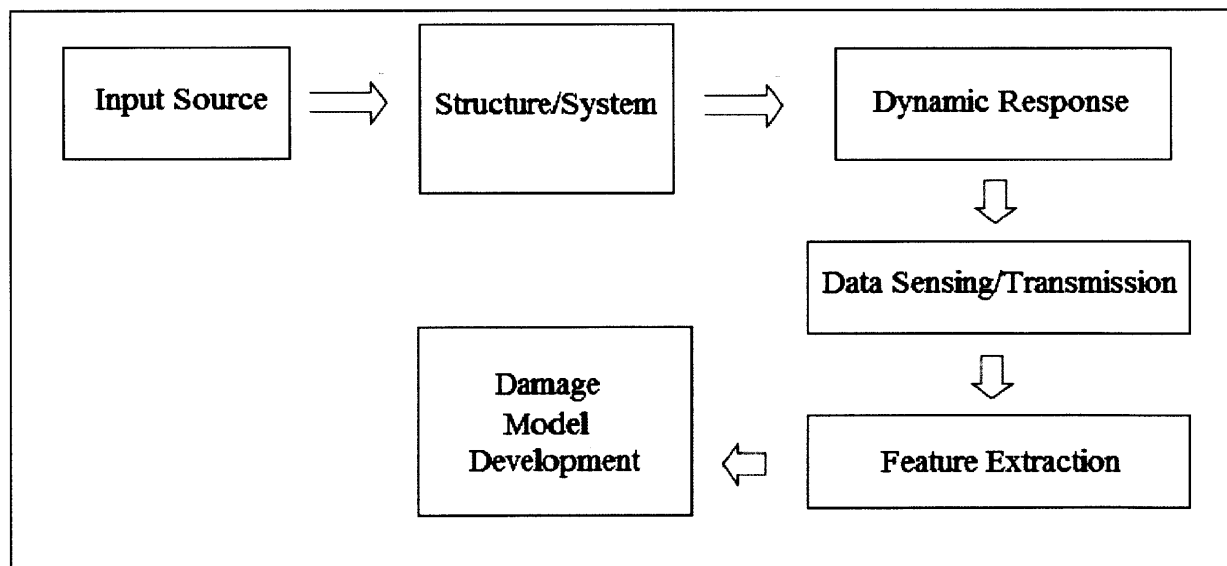 Input Source
Structure/System
Dynamic Response
Data Sensing/Transmission
Feature Extraction
Damage
Model
Development